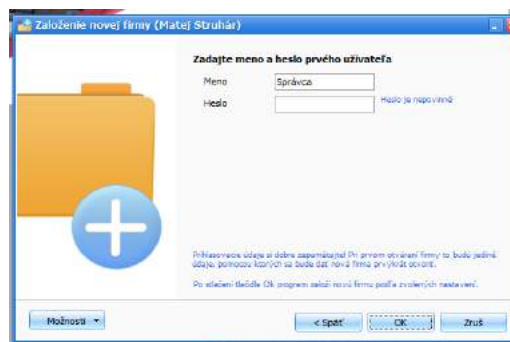 Založenie novej firmy (Matej Struhár)
Zadajte meno a heslo prvého užívateľa
Meno
Správca
Heslo
Heslo je nepovinné
Prihlasovacie údaje si dobre zapamätajte! Pri prvom otváraní firmy to budú jediné
údaje, pomocou ktorých sa bude dať nová firma prvýkrát otvoriť.
Po stlačení tlačidla Ok program založí novú firmu podľa zvolených nastavení.
Možnosti
< Späť
OK
Zruš